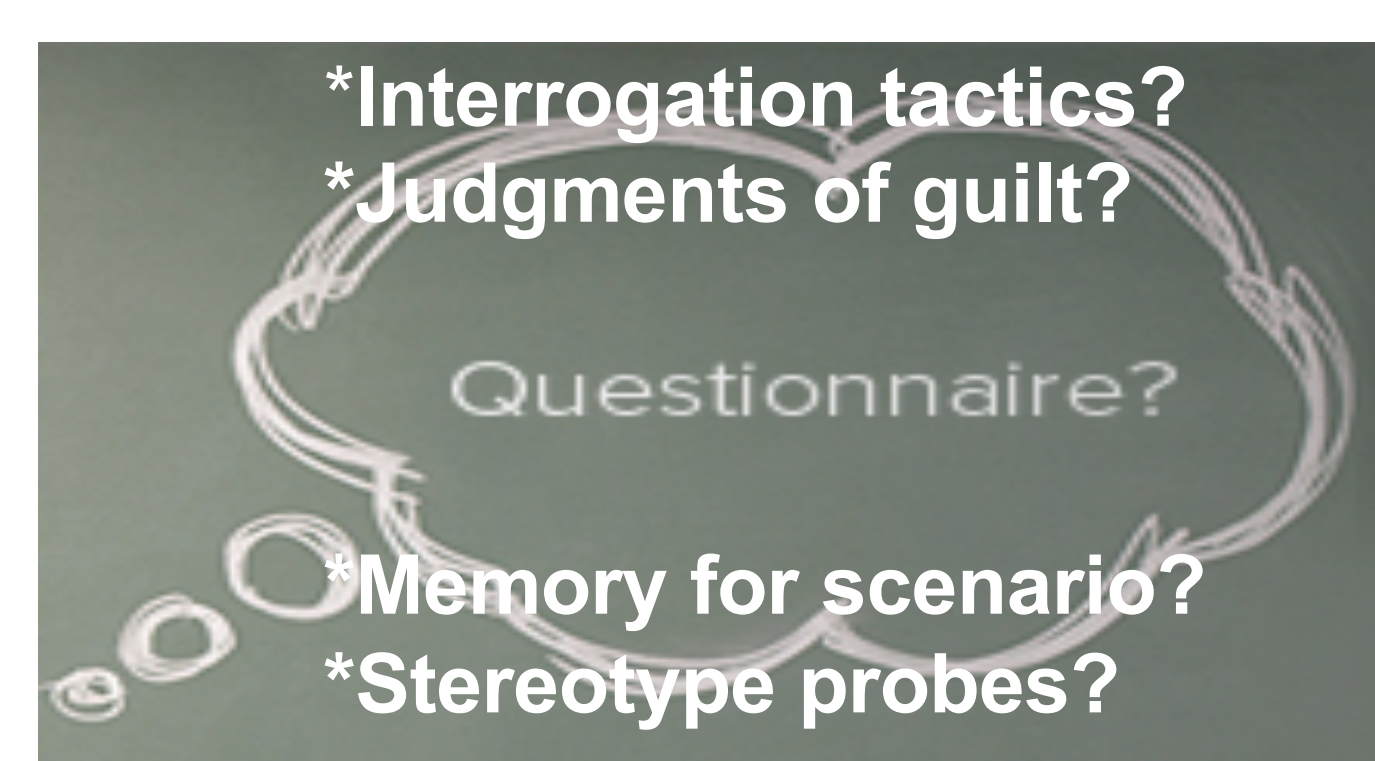 *Interrogation tactics?
*Judgments of guilt?
Questionnaire?
*Memory for scenario?
*Stereotype probes?